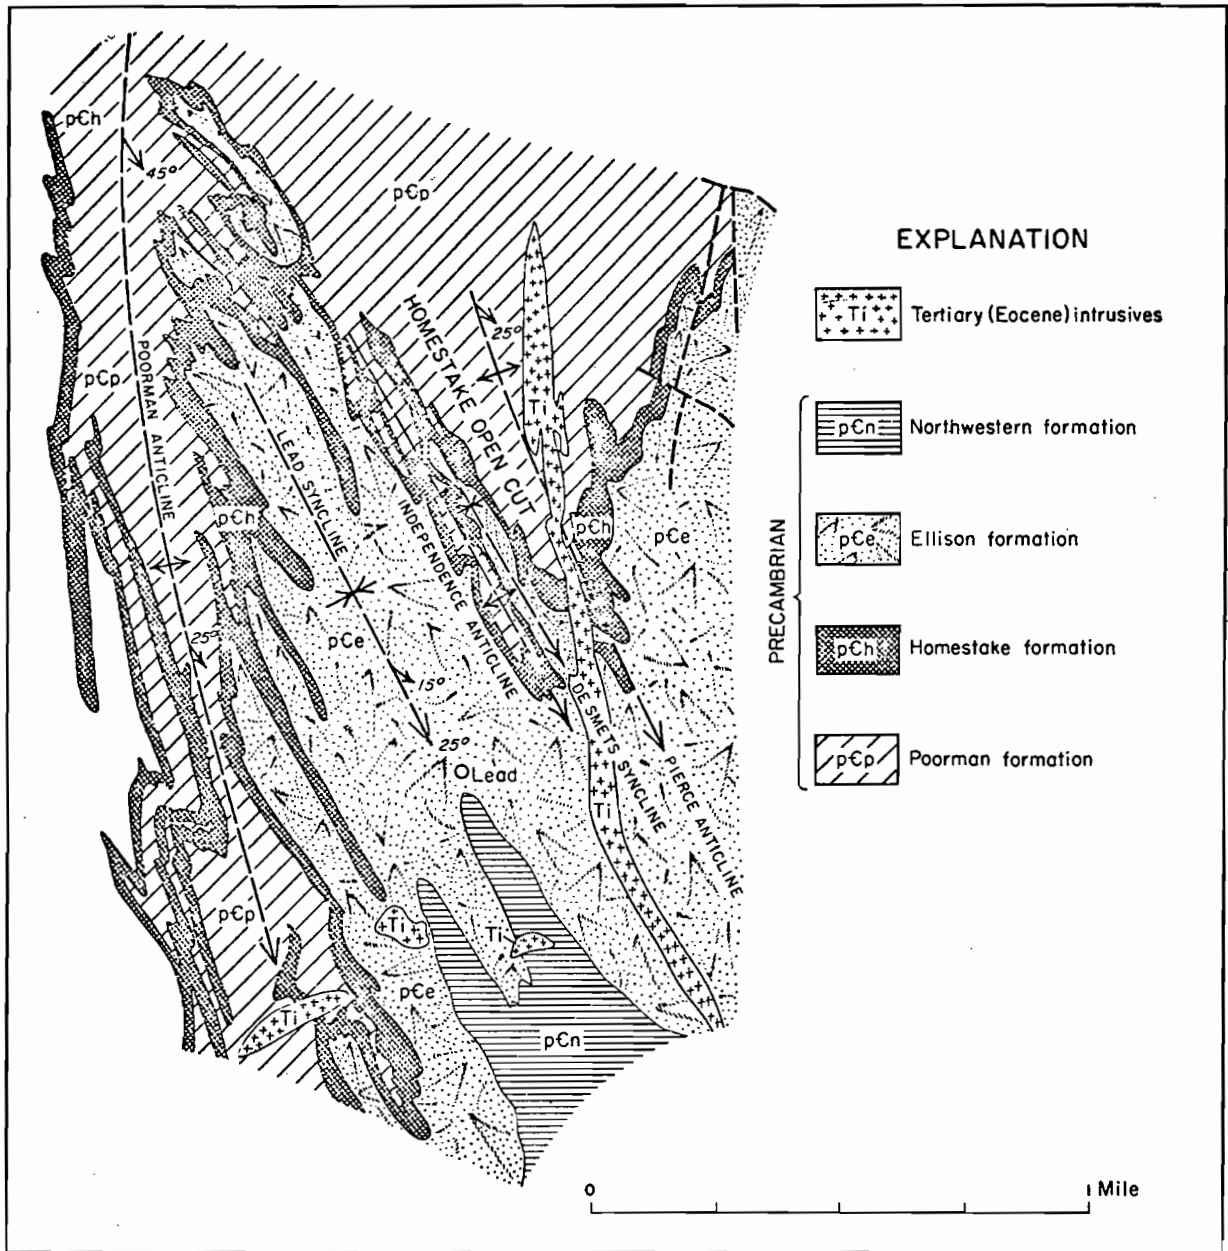 pЄh
45°
pЄp
EXPLANATION
Ti
Tertiary (Eocene) intrusives
HOMESTAKE OPEN CUT
25°
POORMAN ANTICLINE
pЄp
Ti
PRECAMBRIAN
pЄn
Northwestern formation
LEAD SYNCLINE
INDEPENDENCE ANTICLINE
pЄh
pЄh
pЄe
pЄe
Ellison formation
25°
pЄe
pЄh
Homestake formation
15°
25°
Lead
DE SMETS SYNCLINE
PIERCE ANTICLINE
pЄp
Poorman formation
Ti
pЄp
Ti
Ti
pЄe
Ti
pЄn
0
1 Mile